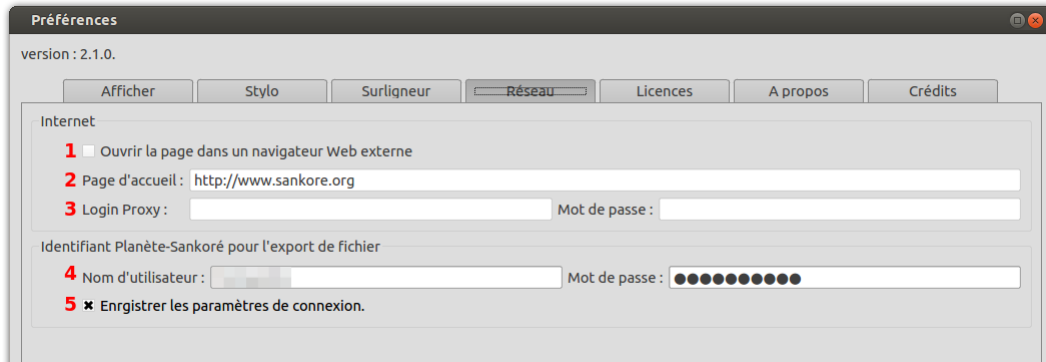 Préférences
version : 2.1.0.
Afficher Stylo Surligneur Réseau Licences A propos Crédits
Internet
1 Ouvrir la page dans un navigateur Web externe
2 Page d'accueil : http://www.sankore.org
3 Login Proxy : Mot de passe :
Identifiant Planète-Sankoré pour l'export de fichier
4 Nom d'utilisateur : Mot de passe : ●●●●●●●●●●
5 Enrgistrer les paramètres de connexion.